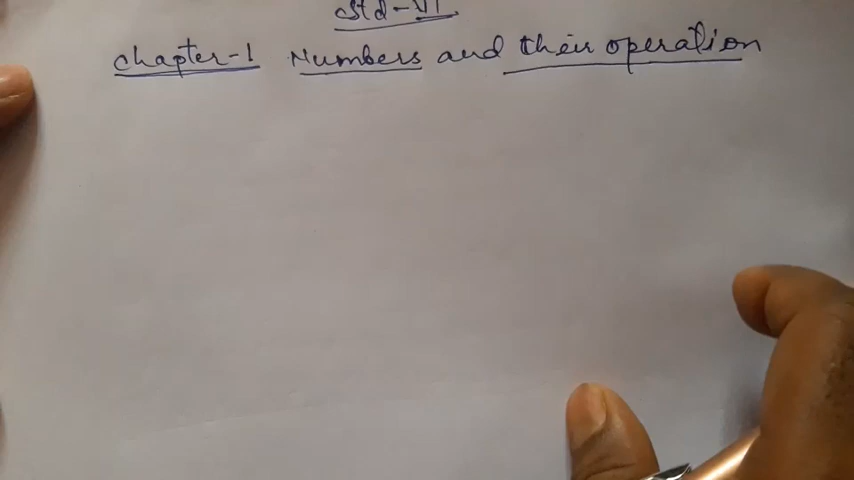 Std-VI
Chapter-1 Numbers and their operation